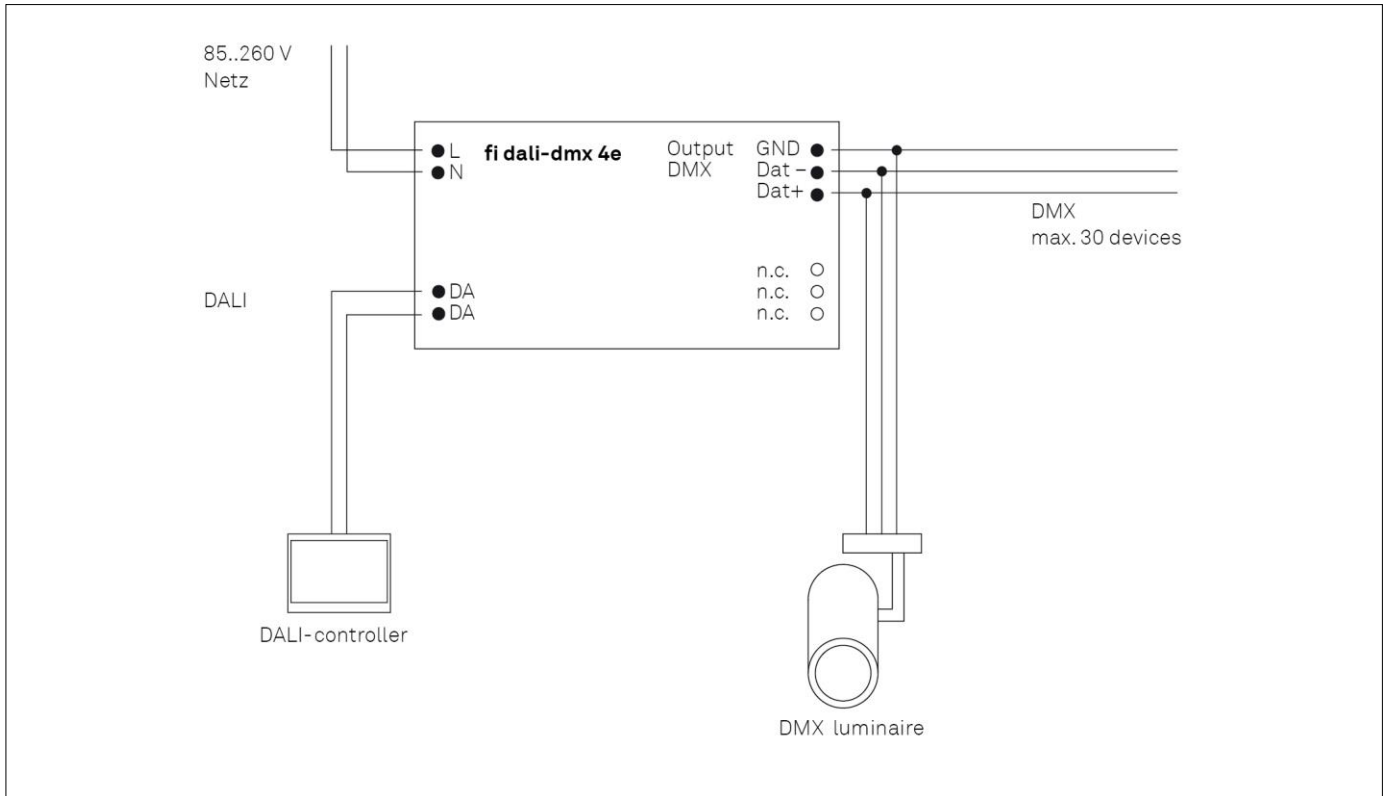 85..260 V
Netz
L
N
fi dali-dmx 4e
Output
DMX
GND
Dat -
Dat+
DMX
max. 30 devices
n.c.
n.c.
n.c.
DALI
DA
DA
DALI-controller
DMX luminaire